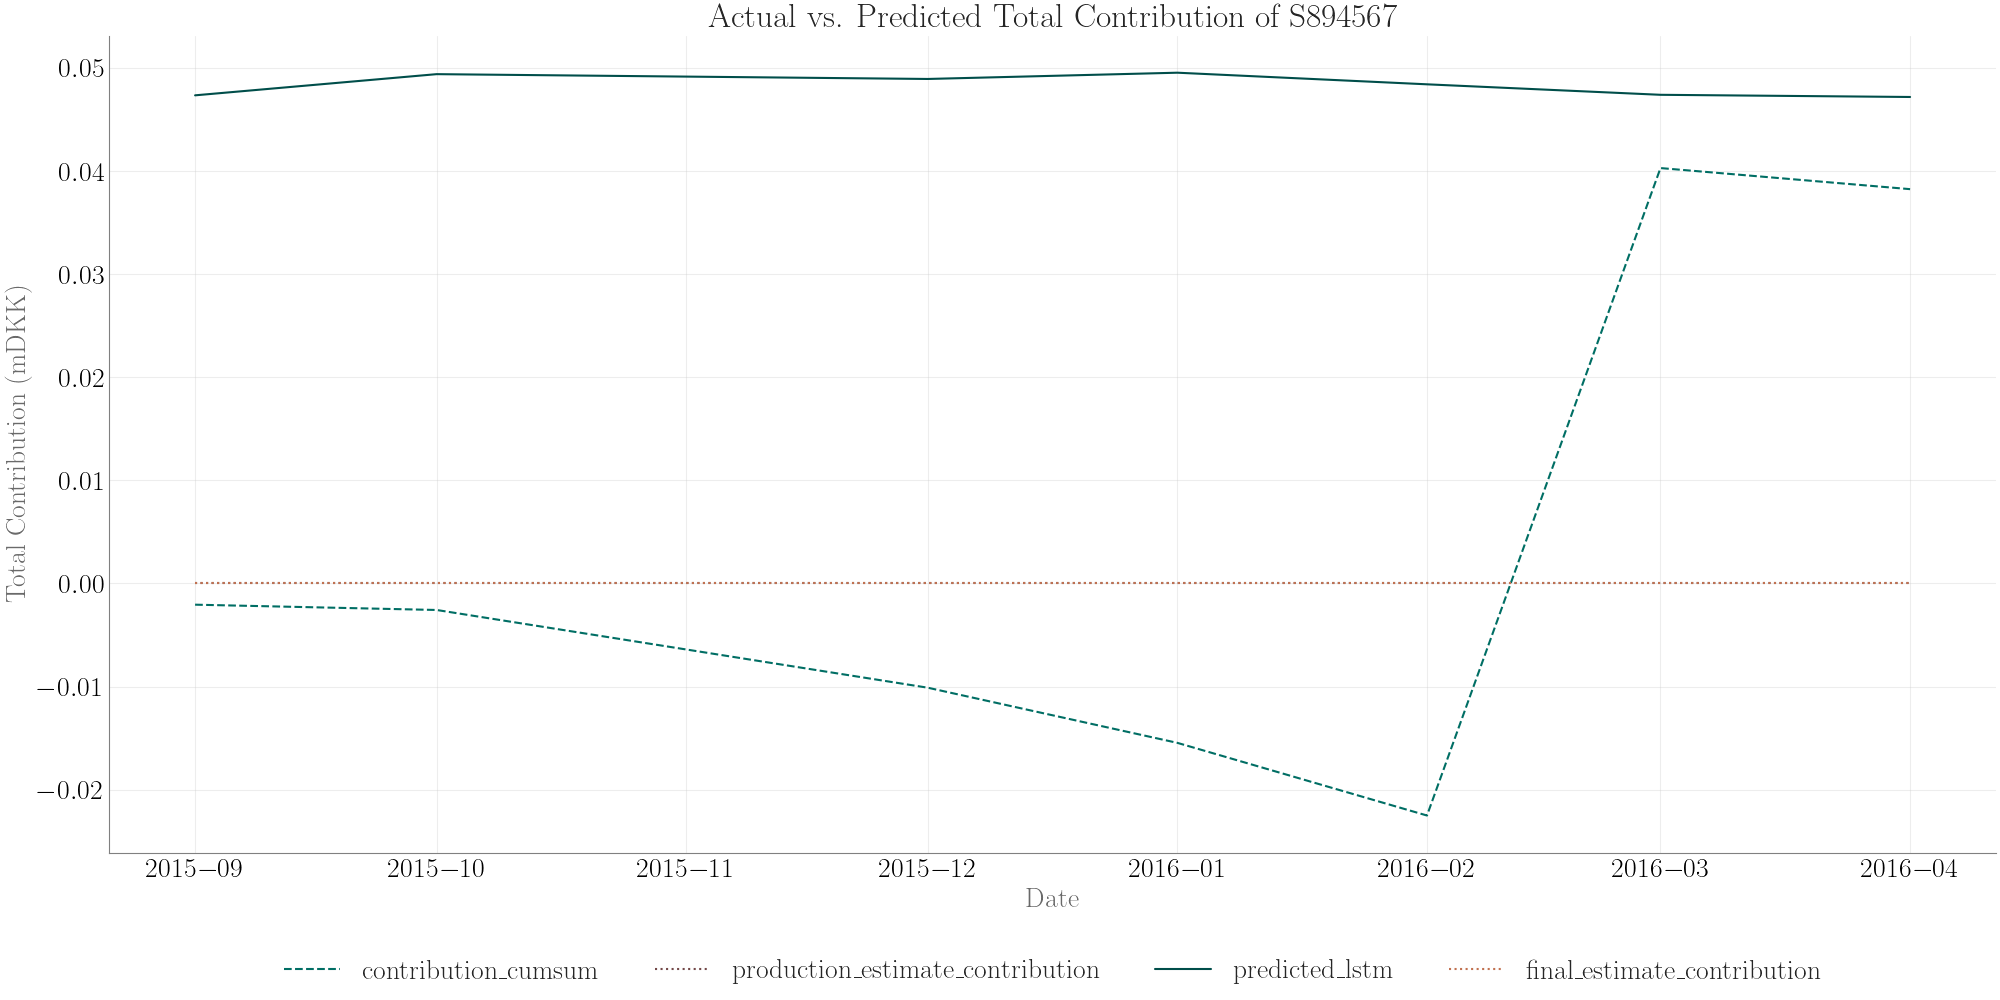 Actual vs. Predicted Total Contribution of S894567
Total Contribution (mDKK)
0.05
0.04
0.03
0.02
0.01
0.00
−0.01
−0.02
2015−09 2015−10 2015−11 2015−12 2016−01 2016−02 2016−03 2016−04
Date
contribution_cumsum production_estimate_contribution predicted_lstm final_estimate_contribution